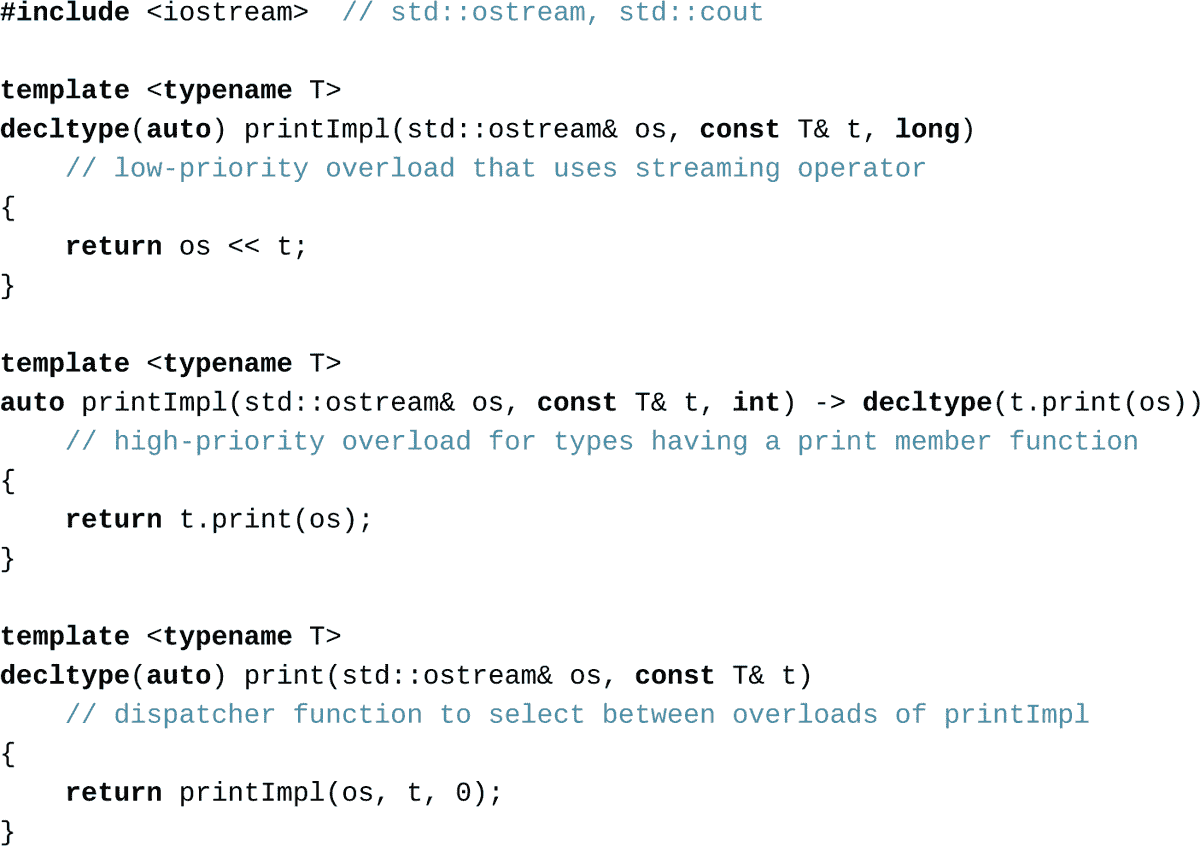 #include <iostream>  // std::ostream, std::cout
template <typename T>
decltype(auto) printImpl(std::ostream& os, const T& t, long)
    // low-priority overload that uses streaming operator
{
    return os << t;
}
template <typename T>
auto printImpl(std::ostream& os, const T& t, int) -> decltype(t.print(os))
    // high-priority overload for types having a print member function
{
    return t.print(os);
}
template <typename T>
decltype(auto) print(std::ostream& os, const T& t)
    // dispatcher function to select between overloads of printImpl
{
    return printImpl(os, t, 0);
}